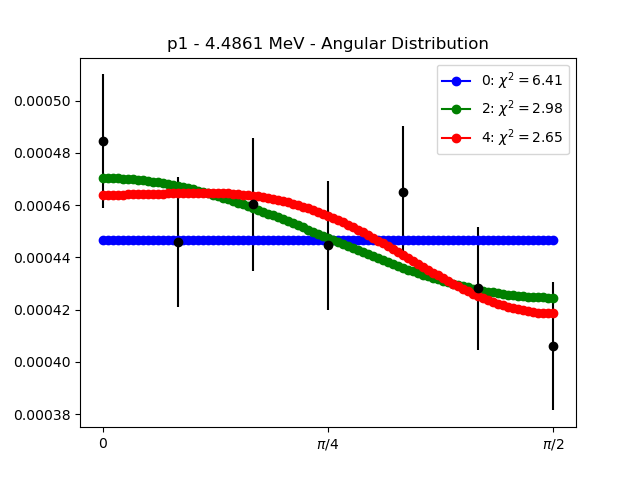 p1 - 4.4861 MeV - Angular Distribution
0: χ² = 6.41
2: χ² = 2.98
4: χ² = 2.65
0.00050
0.00048
0.00046
0.00044
0.00042
0.00040
0.00038
0
π/4
π/2